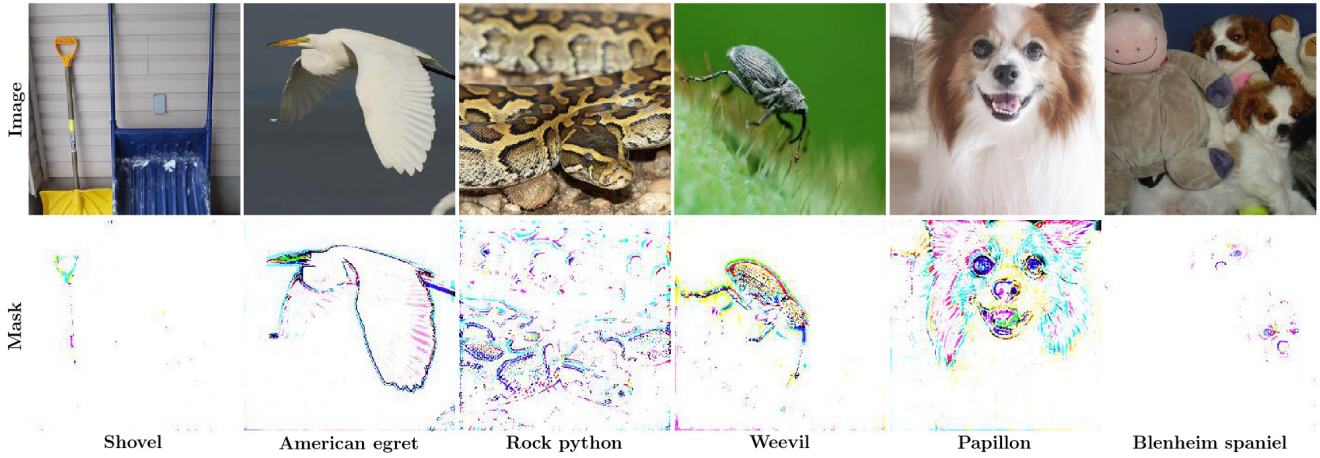 Image
Mask
Shovel
American egret
Rock python
Weevil
Papillon
Blenheim spaniel